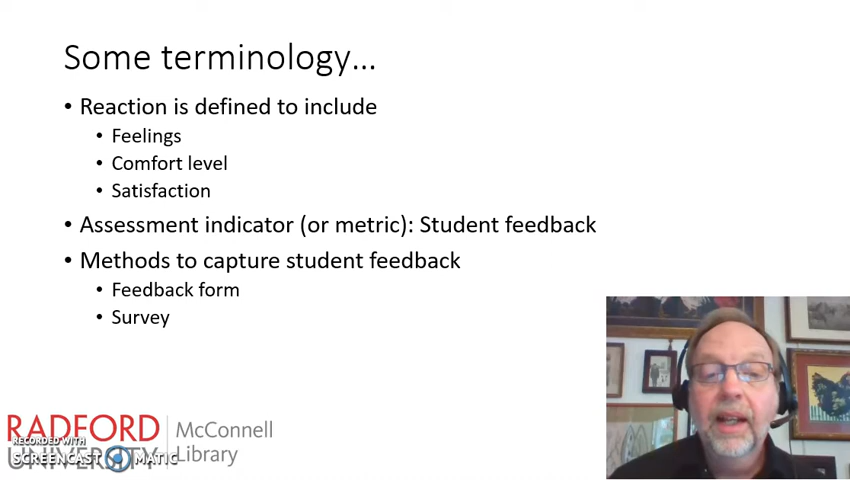 Some terminology...
• Reaction is defined to include
• Feelings
• Comfort level
• Satisfaction
• Assessment indicator (or metric): Student feedback
• Methods to capture student feedback
• Feedback form
• Survey
RADFORD
UNIVERSITY
McConnell
Library
RECORDED WITH
SCREENCAST MATIC